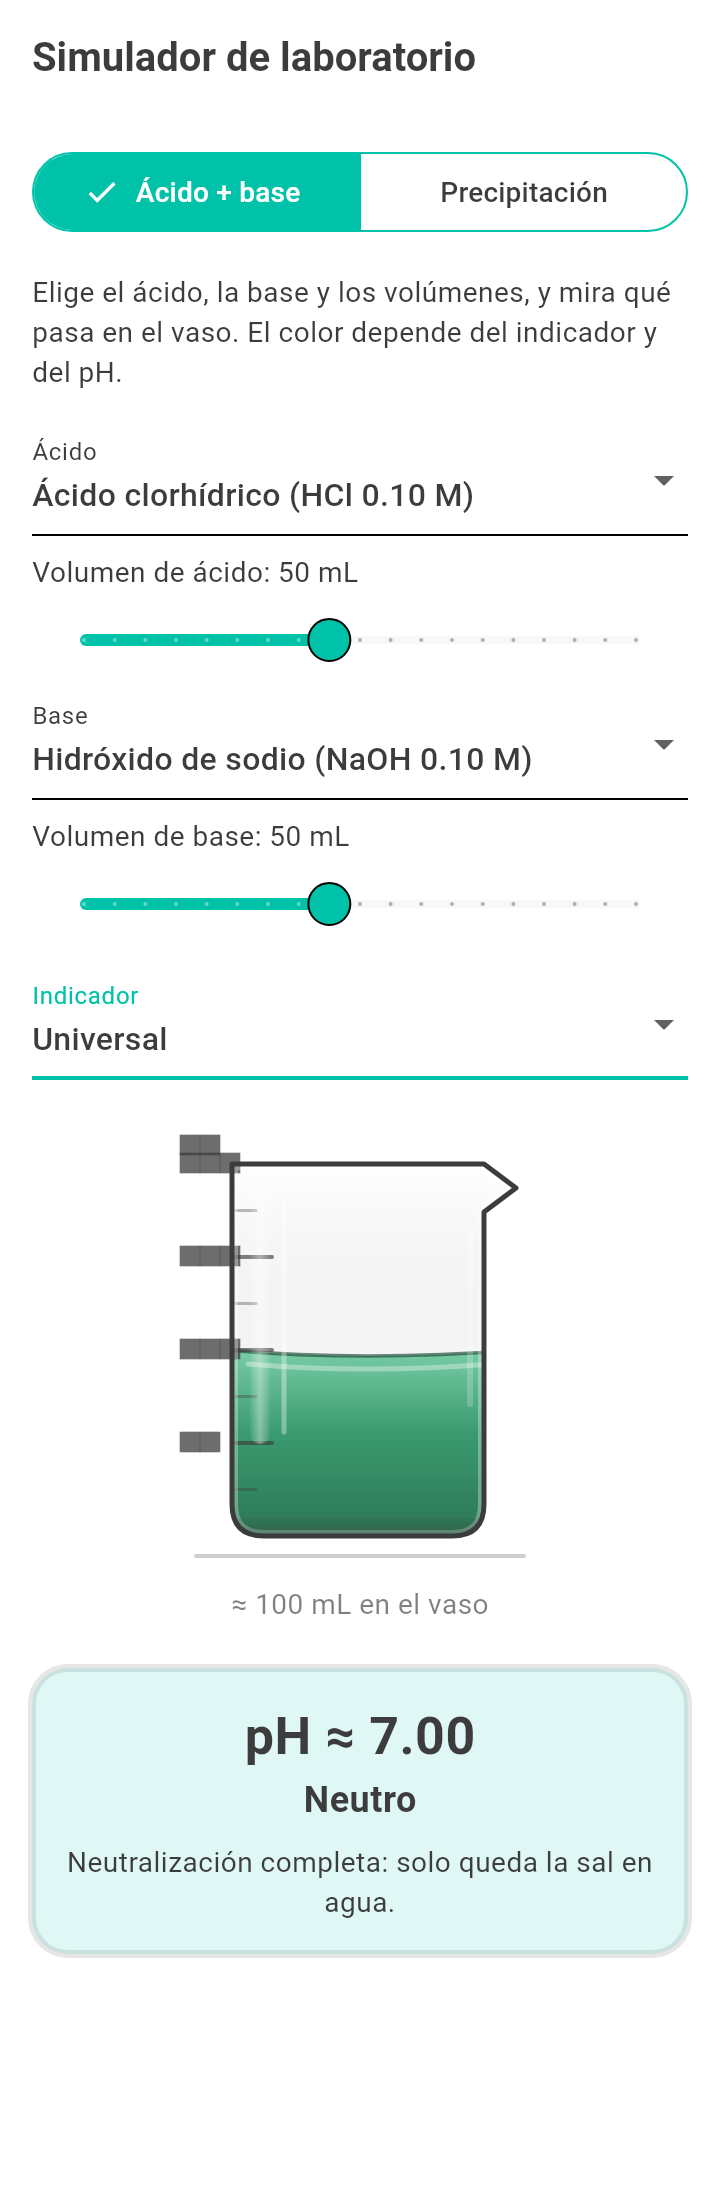 Simulador de laboratorio
Ácido + base
Precipitación
Elige el ácido, la base y los volúmenes, y mira qué
pasa en el vaso. El color depende del indicador y
del pH.
Ácido
Ácido clorhídrico (HCl 0.10 M)
Volumen de ácido: 50 mL
Base
Hidróxido de sodio (NaOH 0.10 M)
Volumen de base: 50 mL
Indicador
Universal
≈ 100 mL en el vaso
pH ≈ 7.00
Neutro
Neutralización completa: solo queda la sal en
agua.